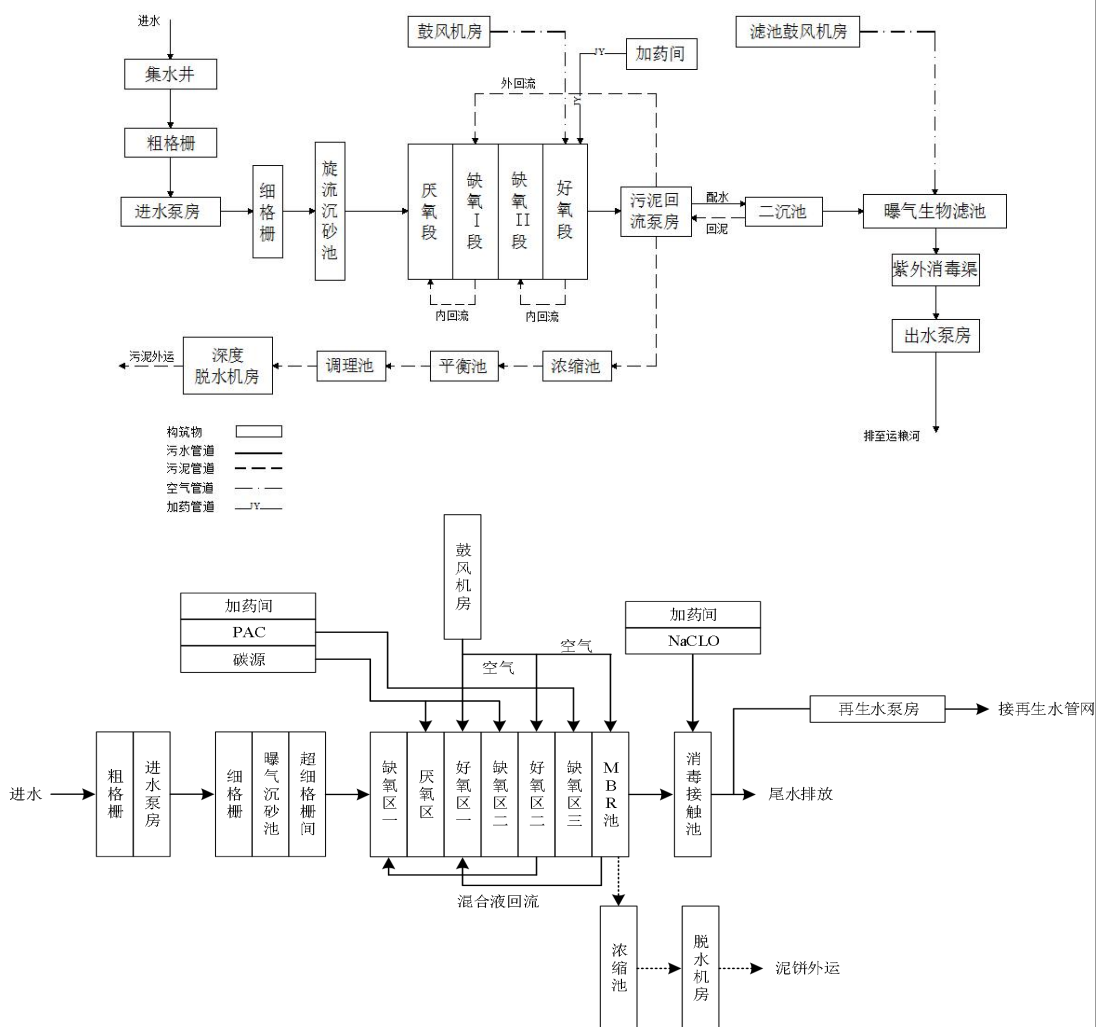 进水
鼓风机房
滤池鼓风机房
JY
加药间
集水井
外回流
JY
粗格栅
旋流沉砂池
细格栅
厌氧段
缺氧I段
缺氧II段
好氧段
进水泵房
污泥回
流泵房
配水
回泥
二沉池
曝气生物滤池
紫外消毒渠
内回流
内回流
出水泵房
污泥外运
深度
脱水机房
调理池
平衡池
浓缩池
排至运粮河
构筑物
污水管道
污泥管道
空气管道
加药管道
JY
鼓风机房
加药间
PAC
碳源
加药间
NaCLO
空气
空气
再生水泵房
接再生水管网
进水
粗格栅
进水泵房
细格栅
曝气沉砂池
超细格栅间
缺氧区一
厌氧区
好氧区一
缺氧区二
好氧区二
缺氧区三
MBR池
消毒接触池
尾水排放
混合液回流
浓缩池
脱水机房
泥饼外运